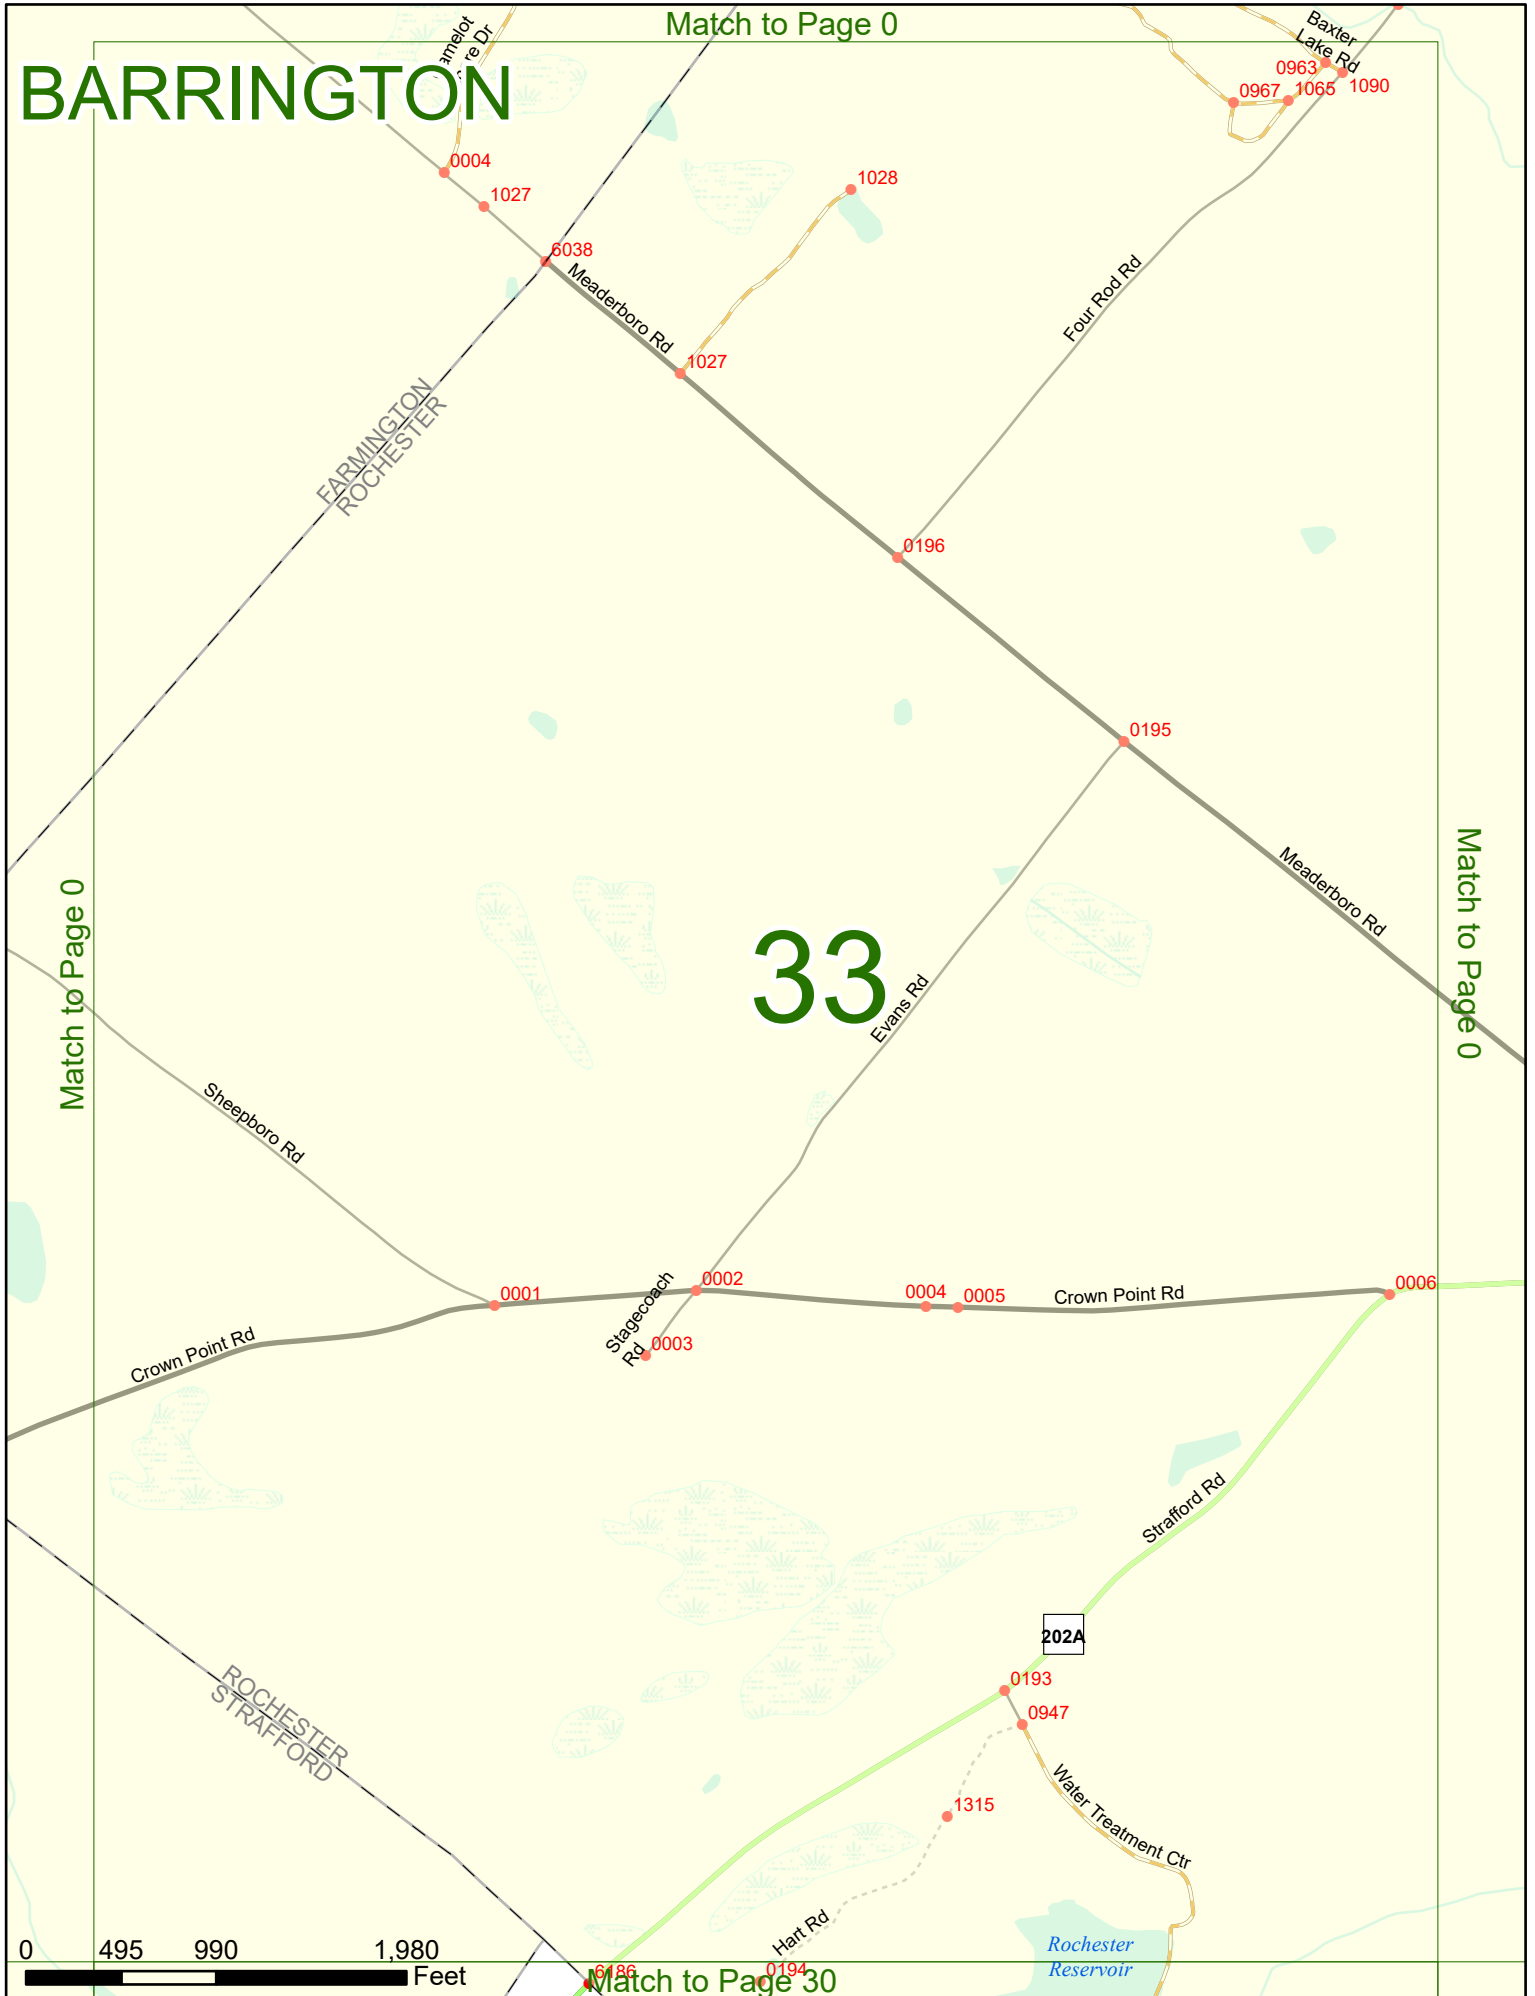 Match to Page 0
BARRINGTON
amelot
re Dr
Baxter
Lake Rd
0963
1090
0967
1065
0004
1027
1028
6038
Meaderboro Rd
1027
Four Rod Rd
FARMINGTON
ROCHESTER
0196
0195
Meaderboro Rd
Match to Page 0
Match to Page 0
33
Evans Rd
Sheepboro Rd
0001
0002
0004
0005
Crown Point Rd
0006
Stagecoach
Rd
0003
Crown Point Rd
Strafford Rd
202A
ROCHESTER
STRAFFORD
0193
0947
1315
Water Treatment Ctr
Hart Rd
Rochester
Reservoir
0 495 990 1,980
Feet
6186
0194
Match to Page 30